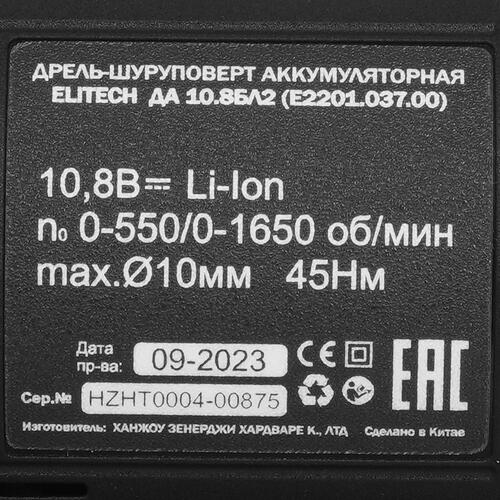 ДРЕЛЬ-ШУРУПОВЕРТ АККУМУЛЯТОРНАЯ
ELITECH ДА 10.8БЛ2 (E2201.037.00)
10,8В⎓ Li-Ion
n₀ 0-550/0-1650 об/мин
max.Ø10мм 45Нм
Дата пр-ва: 09-2023 CE EAC
Сер.№ HZHT0004-00875
Изготовитель: ХАНЖОУ ЗЕНЕРДЖИ ХАРДВАРЕ К., ЛТД Сделано в Китае